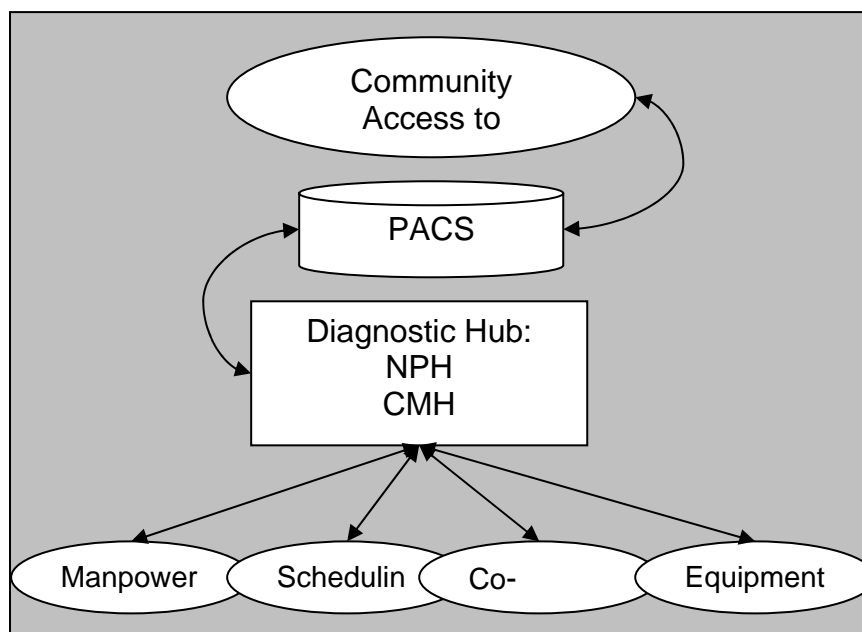 Community
Access to
PACS
Diagnostic Hub:
NPH
CMH
Manpower
Schedulin
Co-
Equipment